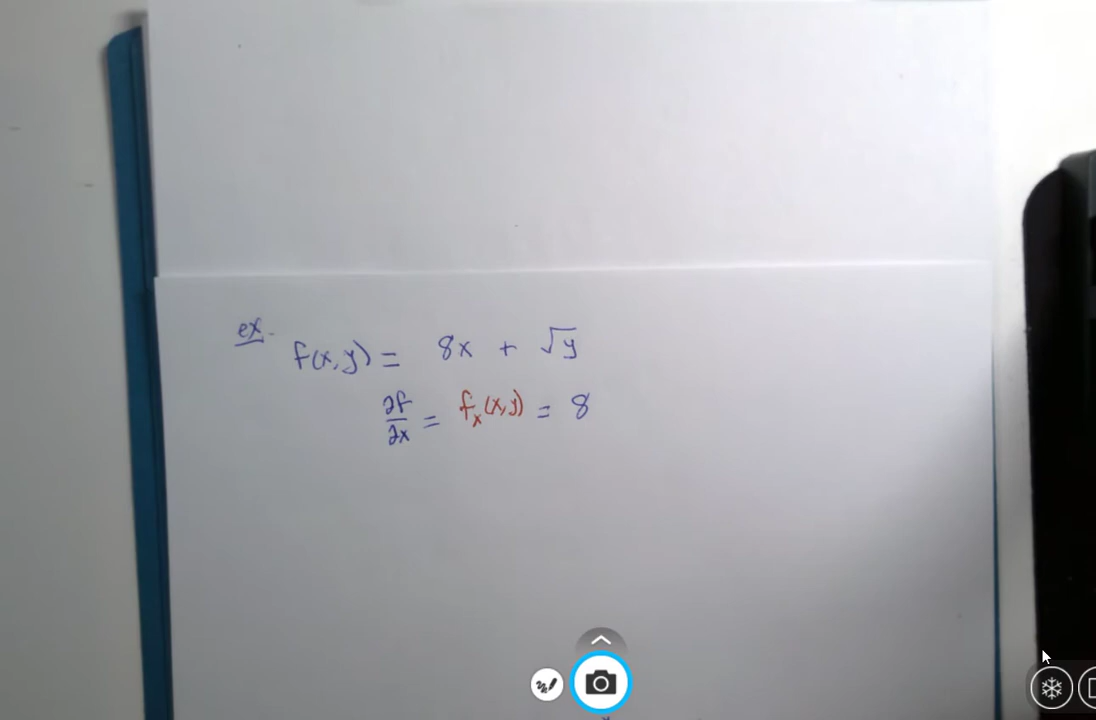 ex.
f(x,y) = 8x + √y
∂f/∂x = fₓ(x,y) = 8